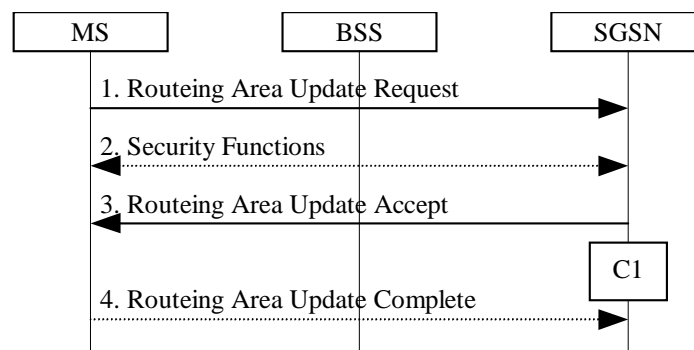 MS BSS SGSN
1. Routeing Area Update Request
2. Security Functions
3. Routeing Area Update Accept
C1
4. Routeing Area Update Complete